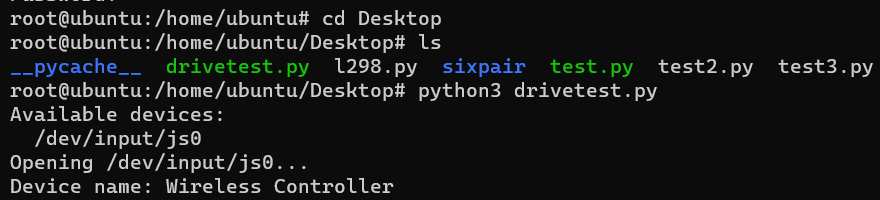 root@ubuntu:/home/ubuntu# cd Desktop
root@ubuntu:/home/ubuntu/Desktop# ls
__pycache__  drivetest.py  l298.py  sixpair  test.py  test2.py  test3.py
root@ubuntu:/home/ubuntu/Desktop# python3 drivetest.py
Available devices:
  /dev/input/js0
Opening /dev/input/js0...
Device name: Wireless Controller